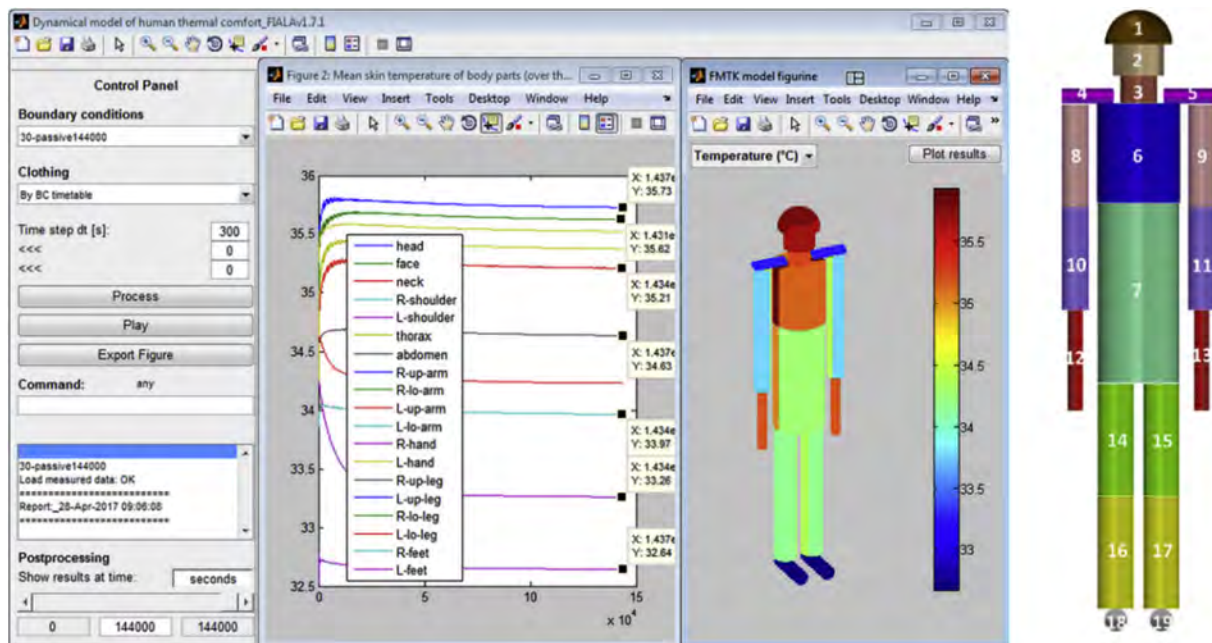 Dynamical model of human thermal comfort_FIALAv1.7.1
Control Panel
Boundary conditions
30-passive144000
Clothing
By BC timetable
Time step dt [s]:
300
<<<
0
<<<
0
Process
Play
Export Figure
Command:
any
30-passive144000
Load measured data: OK
Report:_28-Apr-2017 09:06:08
Postprocessing
Show results at time:
seconds
0
144000
144000
Figure 2: Mean skin temperature of body parts (over th...
File Edit View Insert Tools Desktop Window Help
36
35.5
35
34.5
34
33.5
33
32.5
0
5
10
15
x 10^4
head
face
neck
R-shoulder
L-shoulder
thorax
abdomen
R-up-arm
R-lo-arm
L-up-arm
L-lo-arm
R-hand
L-hand
R-up-leg
L-up-leg
R-lo-leg
L-lo-leg
R-feet
L-feet
X: 1.437e
Y: 35.73
X: 1.431e
Y: 35.62
X: 1.434e
Y: 35.21
X: 1.437e
Y: 34.63
X: 1.434e
Y: 33.97
X: 1.434e
Y: 33.26
X: 1.437e
Y: 32.64
FMTK model figurine
File Edit View Insert Tools Desktop Window Help
Temperature (°C)
Plot results
35.5
35
34.5
34
33.5
33
1
2
3
4
5
6
7
8
9
10
11
12
13
14
15
16
17
18
19